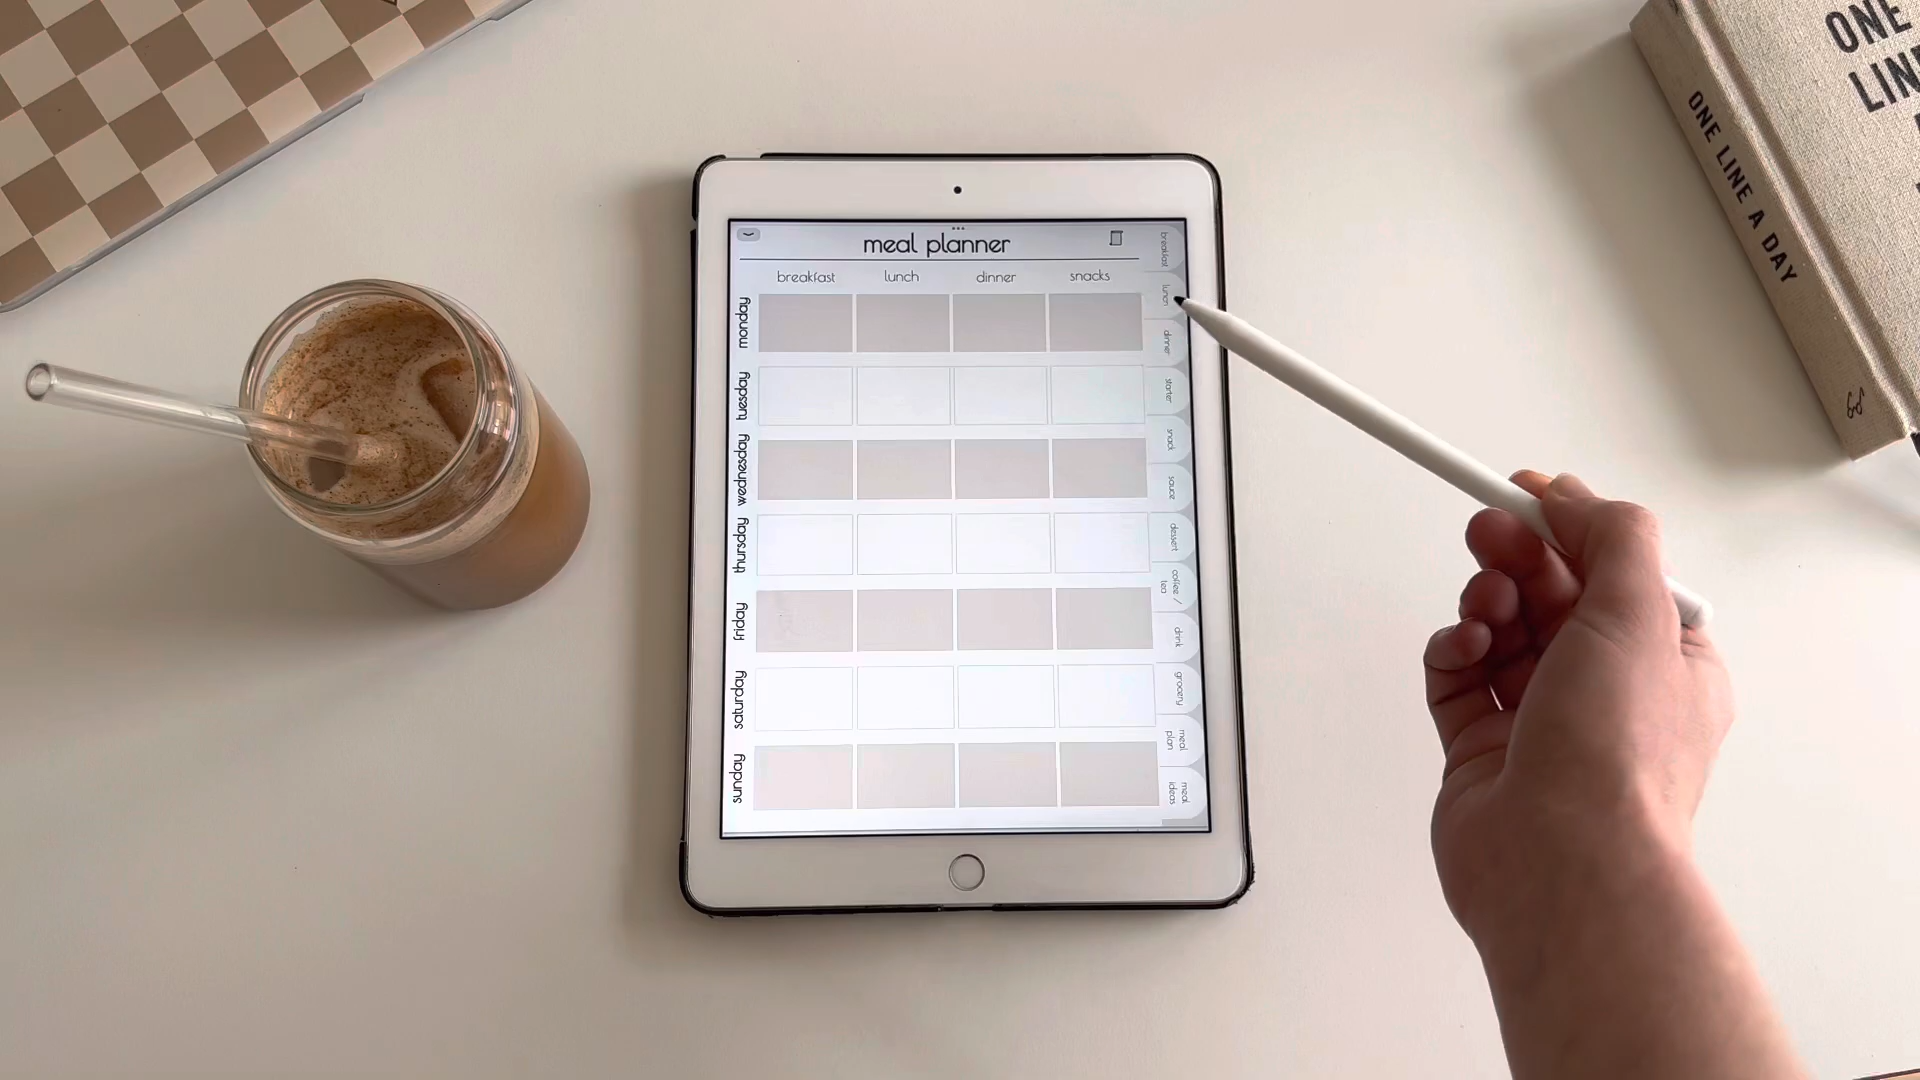 meal planner
breakfast
lunch
dinner
snacks
monday
tuesday
wednesday
thursday
friday
saturday
sunday
breakfast
lunch
dinner
starter
snack
sauce
dessert
coffee /
tea
drink
grocery
meal
plan
meal
ideas
ONE
LINE
ONE LINE A DAY